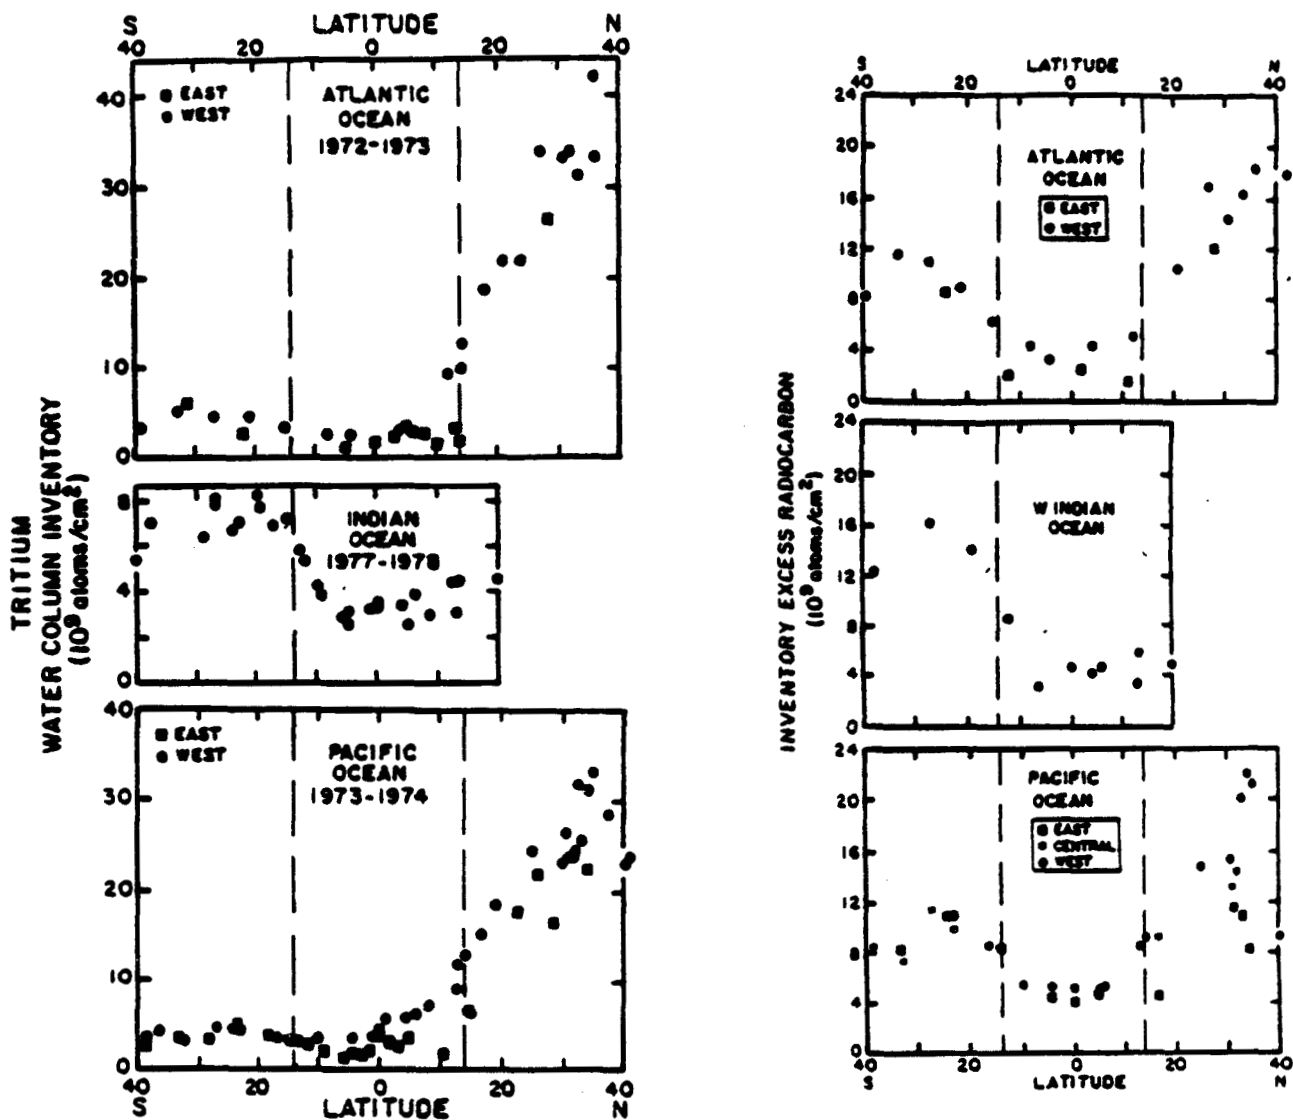 S LATITUDE N
40 20 0 20 40
40
30
20
10
0
EAST
WEST
ATLANTIC
OCEAN
1972-1973
TRITIUM
WATER COLUMN INVENTORY
(10⁹ atoms/cm²)
8
4
2
0
INDIAN
OCEAN
1977-1978
40
30
20
10
0
EAST
WEST
PACIFIC
OCEAN
1973-1974
40 20 0 20 40
S LATITUDE N
S LATITUDE N
40 20 0 20 40
24
20
16
12
8
4
0
ATLANTIC
OCEAN
EAST
WEST
INVENTORY EXCESS RADIOCARBON
(10⁹ atoms/cm²)
24
20
16
12
8
4
0
W INDIAN
OCEAN
24
20
16
12
8
4
0
PACIFIC
OCEAN
EAST
CENTRAL
WEST
40 20 0 20 40
S LATITUDE N